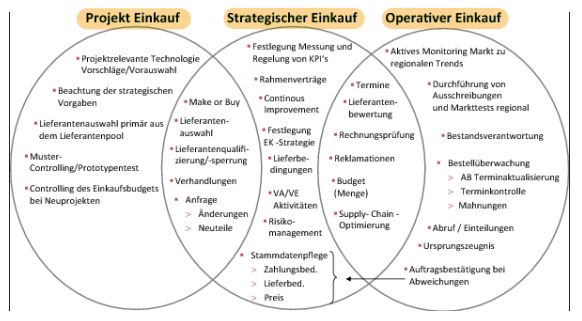 Projekt Einkauf
Strategischer Einkauf
Operativer Einkauf
Projektrelevante Technologie
Vorschläge/Vorauswahl
Beachtung der strategischen
Vorgaben
Lieferantenauswahl primär aus
dem Lieferantenpool
Muster-
Controlling/Prototypentest
Controlling des Einkaufsbudgets
bei Neuprojekten
Make or Buy
Lieferanten-
auswahl
Lieferantenqualifi-
zierung/-sperrung
Verhandlungen
Anfrage
> Änderungen
> Neuteile
Festlegung Messung und
Regelung von KPI's
Rahmenverträge
Continous
Improvement
Festlegung
EK -Strategie
Lieferbe-
dingungen
VA/VE
Aktivitäten
Risiko-
management
Stammdatenpflege
> Zahlungsbed.
> Lieferbed.
> Preis
Termine
Lieferanten-
bewertung
Rechnungsprüfung
Reklamationen
Budget
(Menge)
Supply- Chain -
Optimierung
Aktives Monitoring Markt zu
regionalen Trends
Durchführung von
Ausschreibungen
und Markttests regional
Bestandsverantwortung
Bestellüberwachung
> AB Terminaktualisierung
> Terminkontrolle
> Mahnungen
Abruf / Einteilungen
Ursprungszeugnis
Auftragsbestätigung bei
Abweichungen